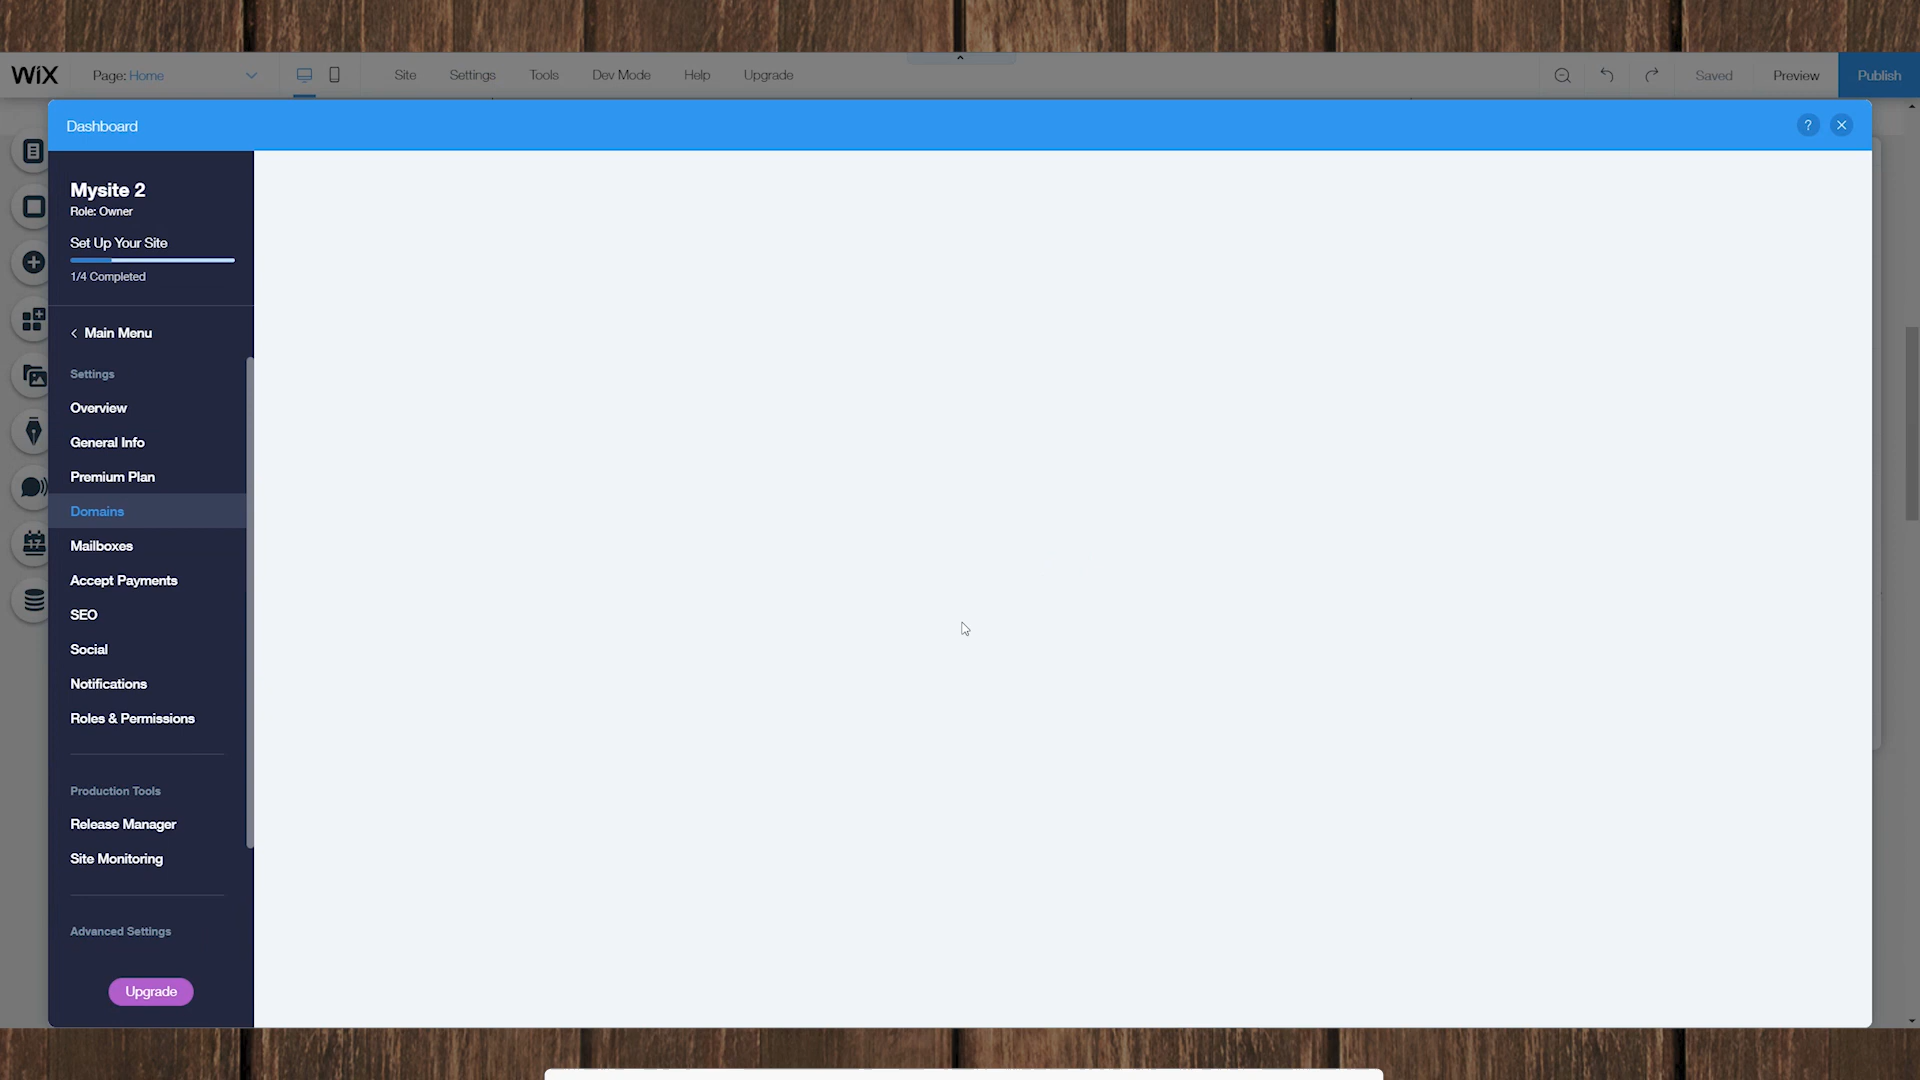 WiX
Page: Home
Site
Settings
Tools
Dev Mode
Help
Upgrade
Saved
Preview
Publish
Dashboard
?
Mysite 2
Role: Owner
Set Up Your Site
1/4 Completed
< Main Menu
Settings
Overview
General Info
Premium Plan
Domains
Mailboxes
Accept Payments
SEO
Social
Notifications
Roles & Permissions
Production Tools
Release Manager
Site Monitoring
Advanced Settings
Upgrade
17